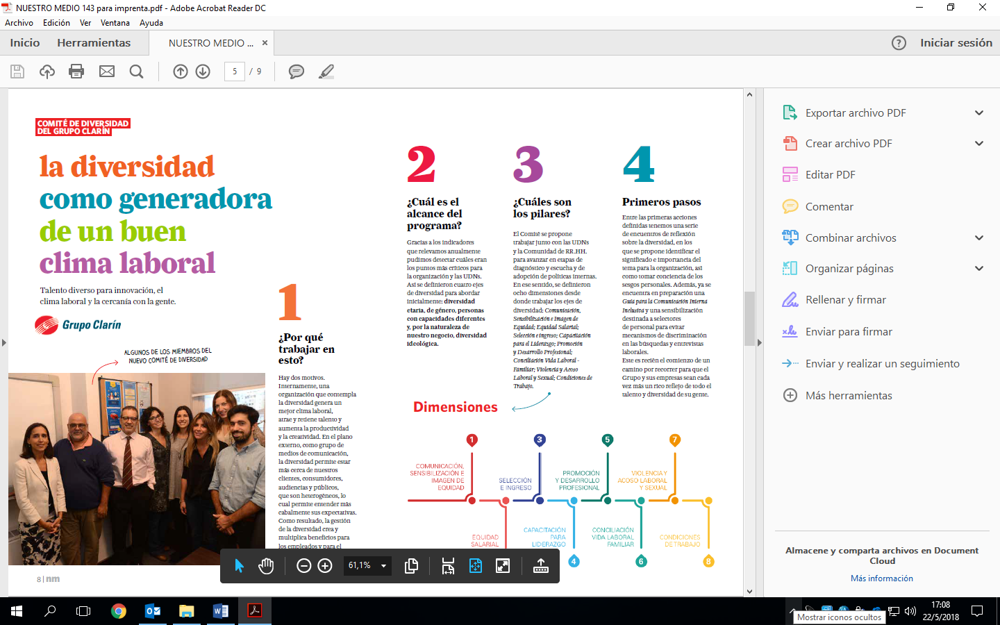 NUESTRO MEDIO 143 para imprenta.pdf - Adobe Acrobat Reader DC
Archivo Edición Ver Ventana Ayuda
Inicio Herramientas NUESTRO MEDIO ... × Iniciar sesión
5 / 9
COMITÉ DE DIVERSIDAD
DEL GRUPO CLARÍN
la diversidad
como generadora
de un buen
clima laboral
Talento diverso para innovación, el
clima laboral y la cercanía con la gente.
Grupo Clarín
ALGUNOS DE LOS MIEMBROS DEL
NUEVO COMITÉ DE DIVERSIDAD
8 | nm
1
¿Por qué
trabajar en
esto?
Hay dos motivos.
Internamente, una
organización que contempla
la diversidad genera un
mejor clima laboral,
atrae y retiene talento y
aumenta la productividad
y la creatividad. En el plano
externo, como grupo de
medios de comunicación,
la diversidad permite estar
más cerca de nuestros
clientes, consumidores,
audiencias y públicos,
que son heterogéneos, lo
cual permite entender más
cabalmente sus expectativas.
Como resultado, la gestión
de la diversidad crea y
multiplica beneficios para
los empleados y para el
2
¿Cuál es el
alcance del
programa?
Gracias a los indicadores
que relevamos anualmente
pudimos detectar cuáles eran
los puntos más críticos para
la organización y las UDNs.
Así se definieron cuatro ejes
de diversidad para abordar
inicialmente: diversidad
etaria, de género, personas
con capacidades diferentes
y, por la naturaleza de
nuestro negocio, diversidad
ideológica.
3
¿Cuáles son
los pilares?
El Comité se propone
trabajar junto con las UDNs
y la Comunidad de RR.HH.
para avanzar en etapas de
diagnóstico y escucha y de
adopción de políticas internas.
En ese sentido, se definieron
ocho dimensiones desde
donde trabajar los ejes de
diversidad: Comunicación,
Sensibilización e Imagen de
Equidad; Equidad Salarial;
Selección e ingreso; Capacitación
para el Liderazgo; Promoción
y Desarrollo Profesional;
Conciliación Vida Laboral -
Familiar; Violencia y Acoso
Laboral y Sexual; Condiciones de
Trabajo.
4
Primeros pasos
Entre las primeras acciones
definidas tenemos una serie
de encuentros de reflexión
sobre la diversidad, en los
que se propone identificar el
significado e importancia del
tema para la organización, así
como tomar conciencia de los
sesgos personales. Además, ya se
encuentra en preparación una
Guía para la Comunicación Interna
Inclusiva y una sensibilización
destinada a selectores
de personal para evitar
mecanismos de discriminación
en las búsquedas y entrevistas
laborales.
Este es recién el comienzo de un
camino por recorrer para que el
Grupo y sus empresas sean cada
vez más un rico reflejo de todo el
talento y diversidad de su gente.
Dimensiones
1
COMUNICACIÓN,
SENSIBILIZACIÓN E
IMAGEN DE
EQUIDAD
EQUIDAD
SALARIAL
3
SELECCIÓN
E INGRESO
CAPACITACIÓN
PARA
LIDERAZGO
4
5
PROMOCIÓN
Y DESARROLLO
PROFESIONAL
CONCILIACIÓN
VIDA LABORAL
FAMILIAR
6
7
VIOLENCIA Y
ACOSO LABORAL
Y SEXUAL
CONDICIONES
DE TRABAJO
8
61,1%
Exportar archivo PDF
Crear archivo PDF
Editar PDF
Comentar
Combinar archivos
Organizar páginas
Rellenar y firmar
Enviar para firmar
Enviar y realizar un seguimiento
Más herramientas
Almacene y comparta archivos en Document
Cloud
Más información
17:08
22/5/2018
Mostrar iconos ocultos